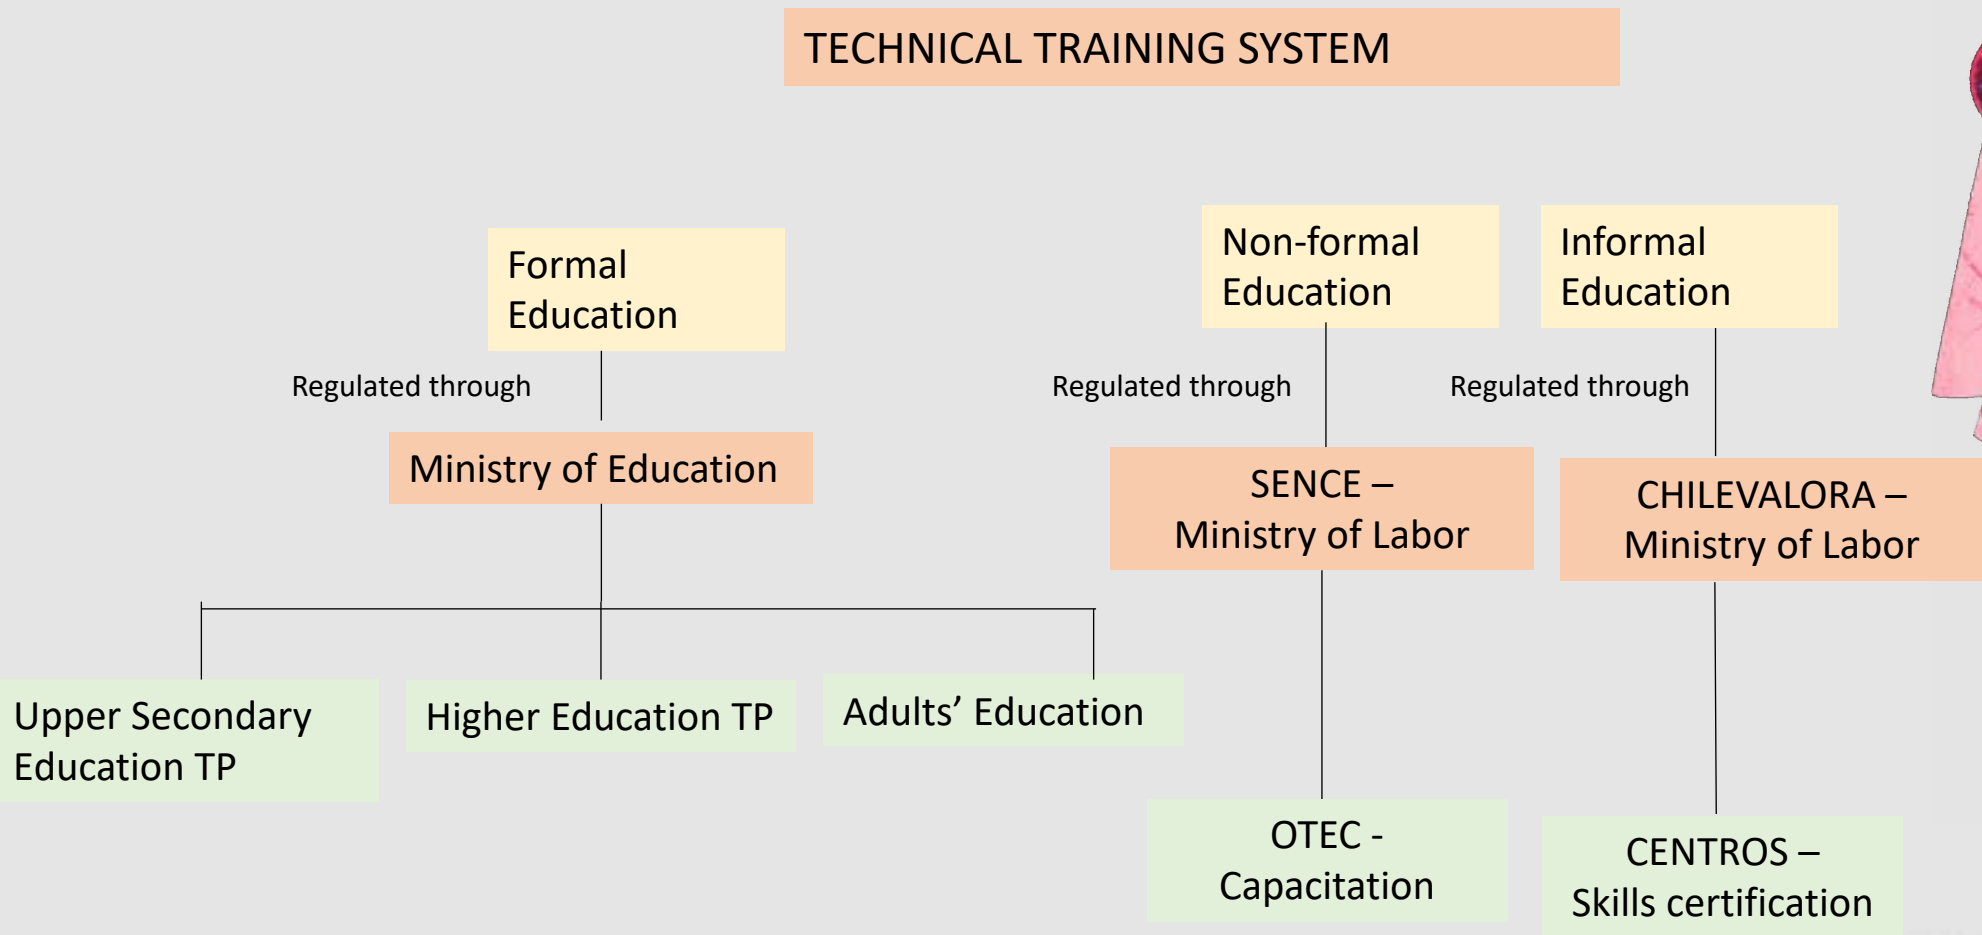 TECHNICAL TRAINING SYSTEM
Formal
Education
Non-formal
Education
Informal
Education
Regulated through
Regulated through
Regulated through
Ministry of Education
SENCE –
Ministry of Labor
CHILEVALORA –
Ministry of Labor
Upper Secondary
Education TP
Higher Education TP
Adults’ Education
OTEC -
Capacitation
CENTROS –
Skills certification